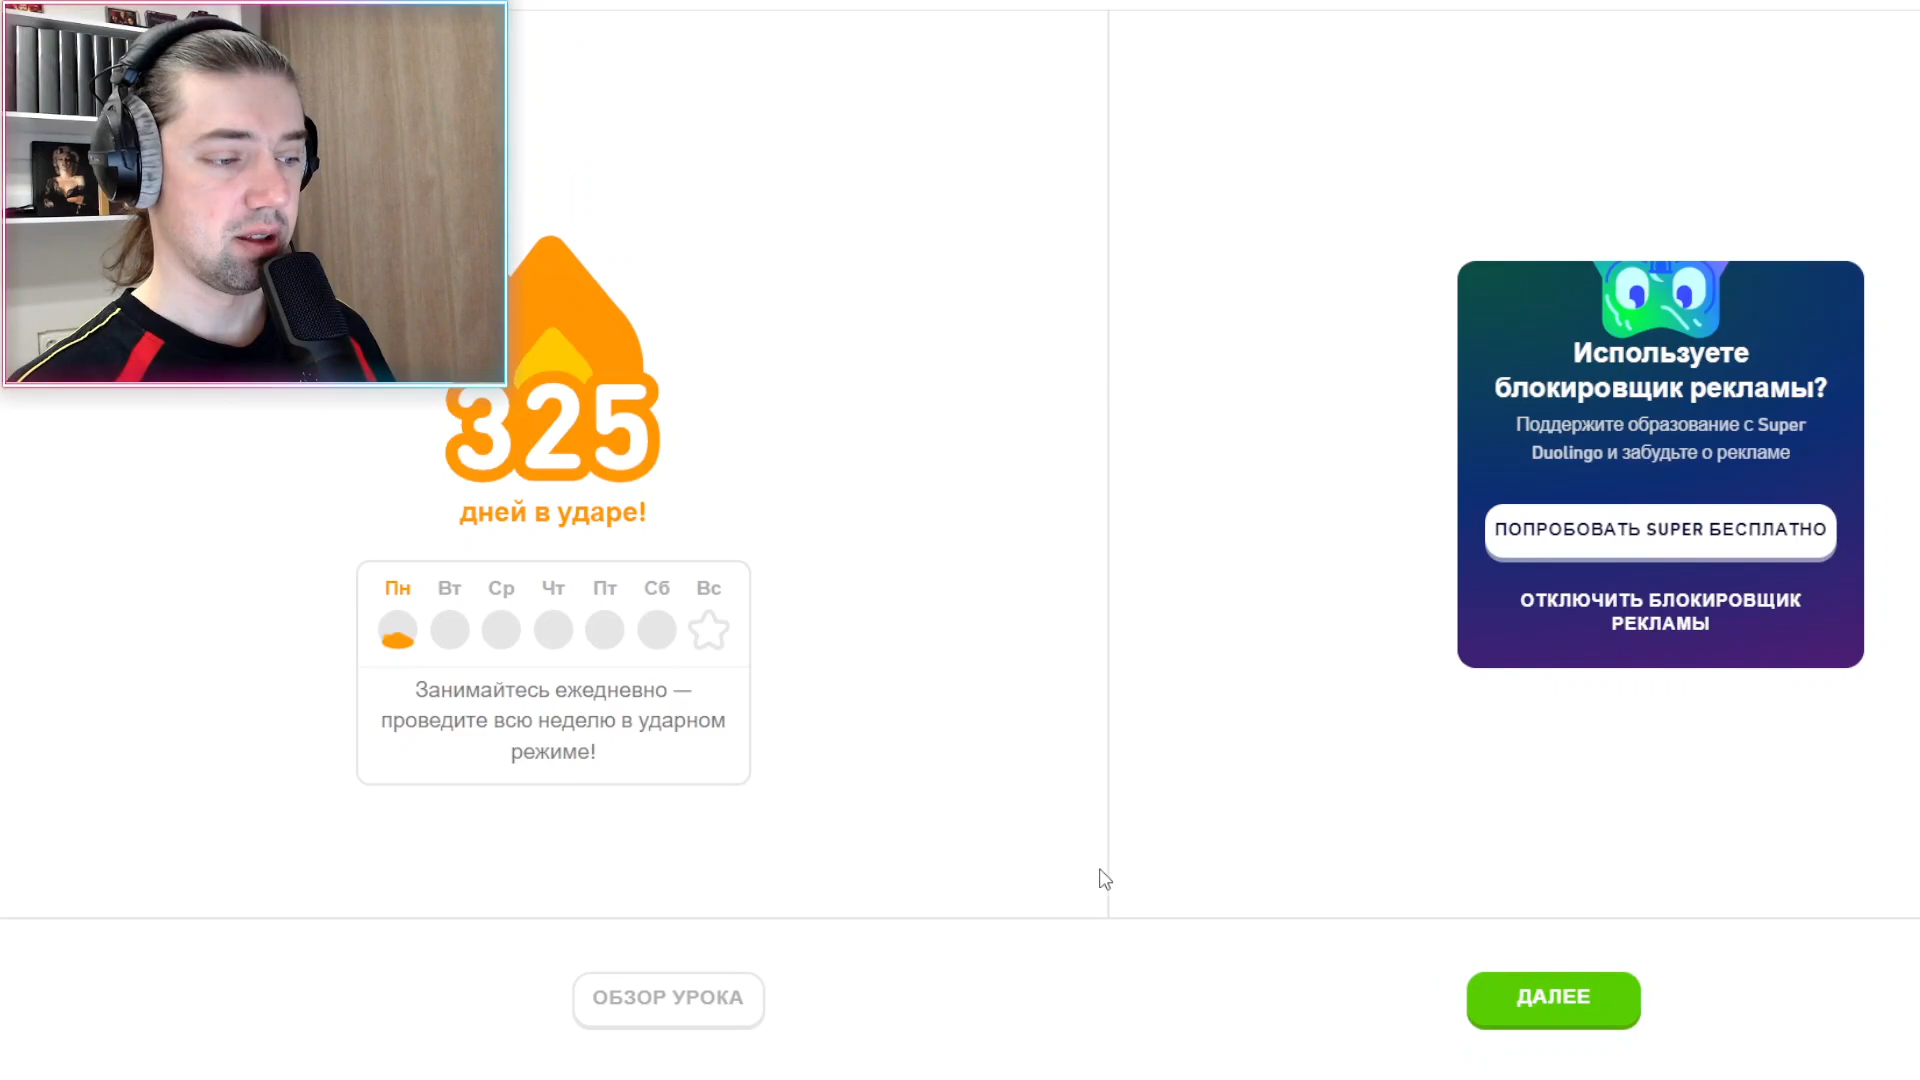 325
дней в ударе!
Пн Вт Ср Чт Пт Сб Вс
Занимайтесь ежедневно —
проведите всю неделю в ударном
режиме!
Используете
блокировщик рекламы?
Поддержите образование с Super
Duolingo и забудьте о рекламе
ПОПРОБОВАТЬ SUPER БЕСПЛАТНО
ОТКЛЮЧИТЬ БЛОКИРОВЩИК
РЕКЛАМЫ
ОБЗОР УРОКА
ДАЛЕЕ